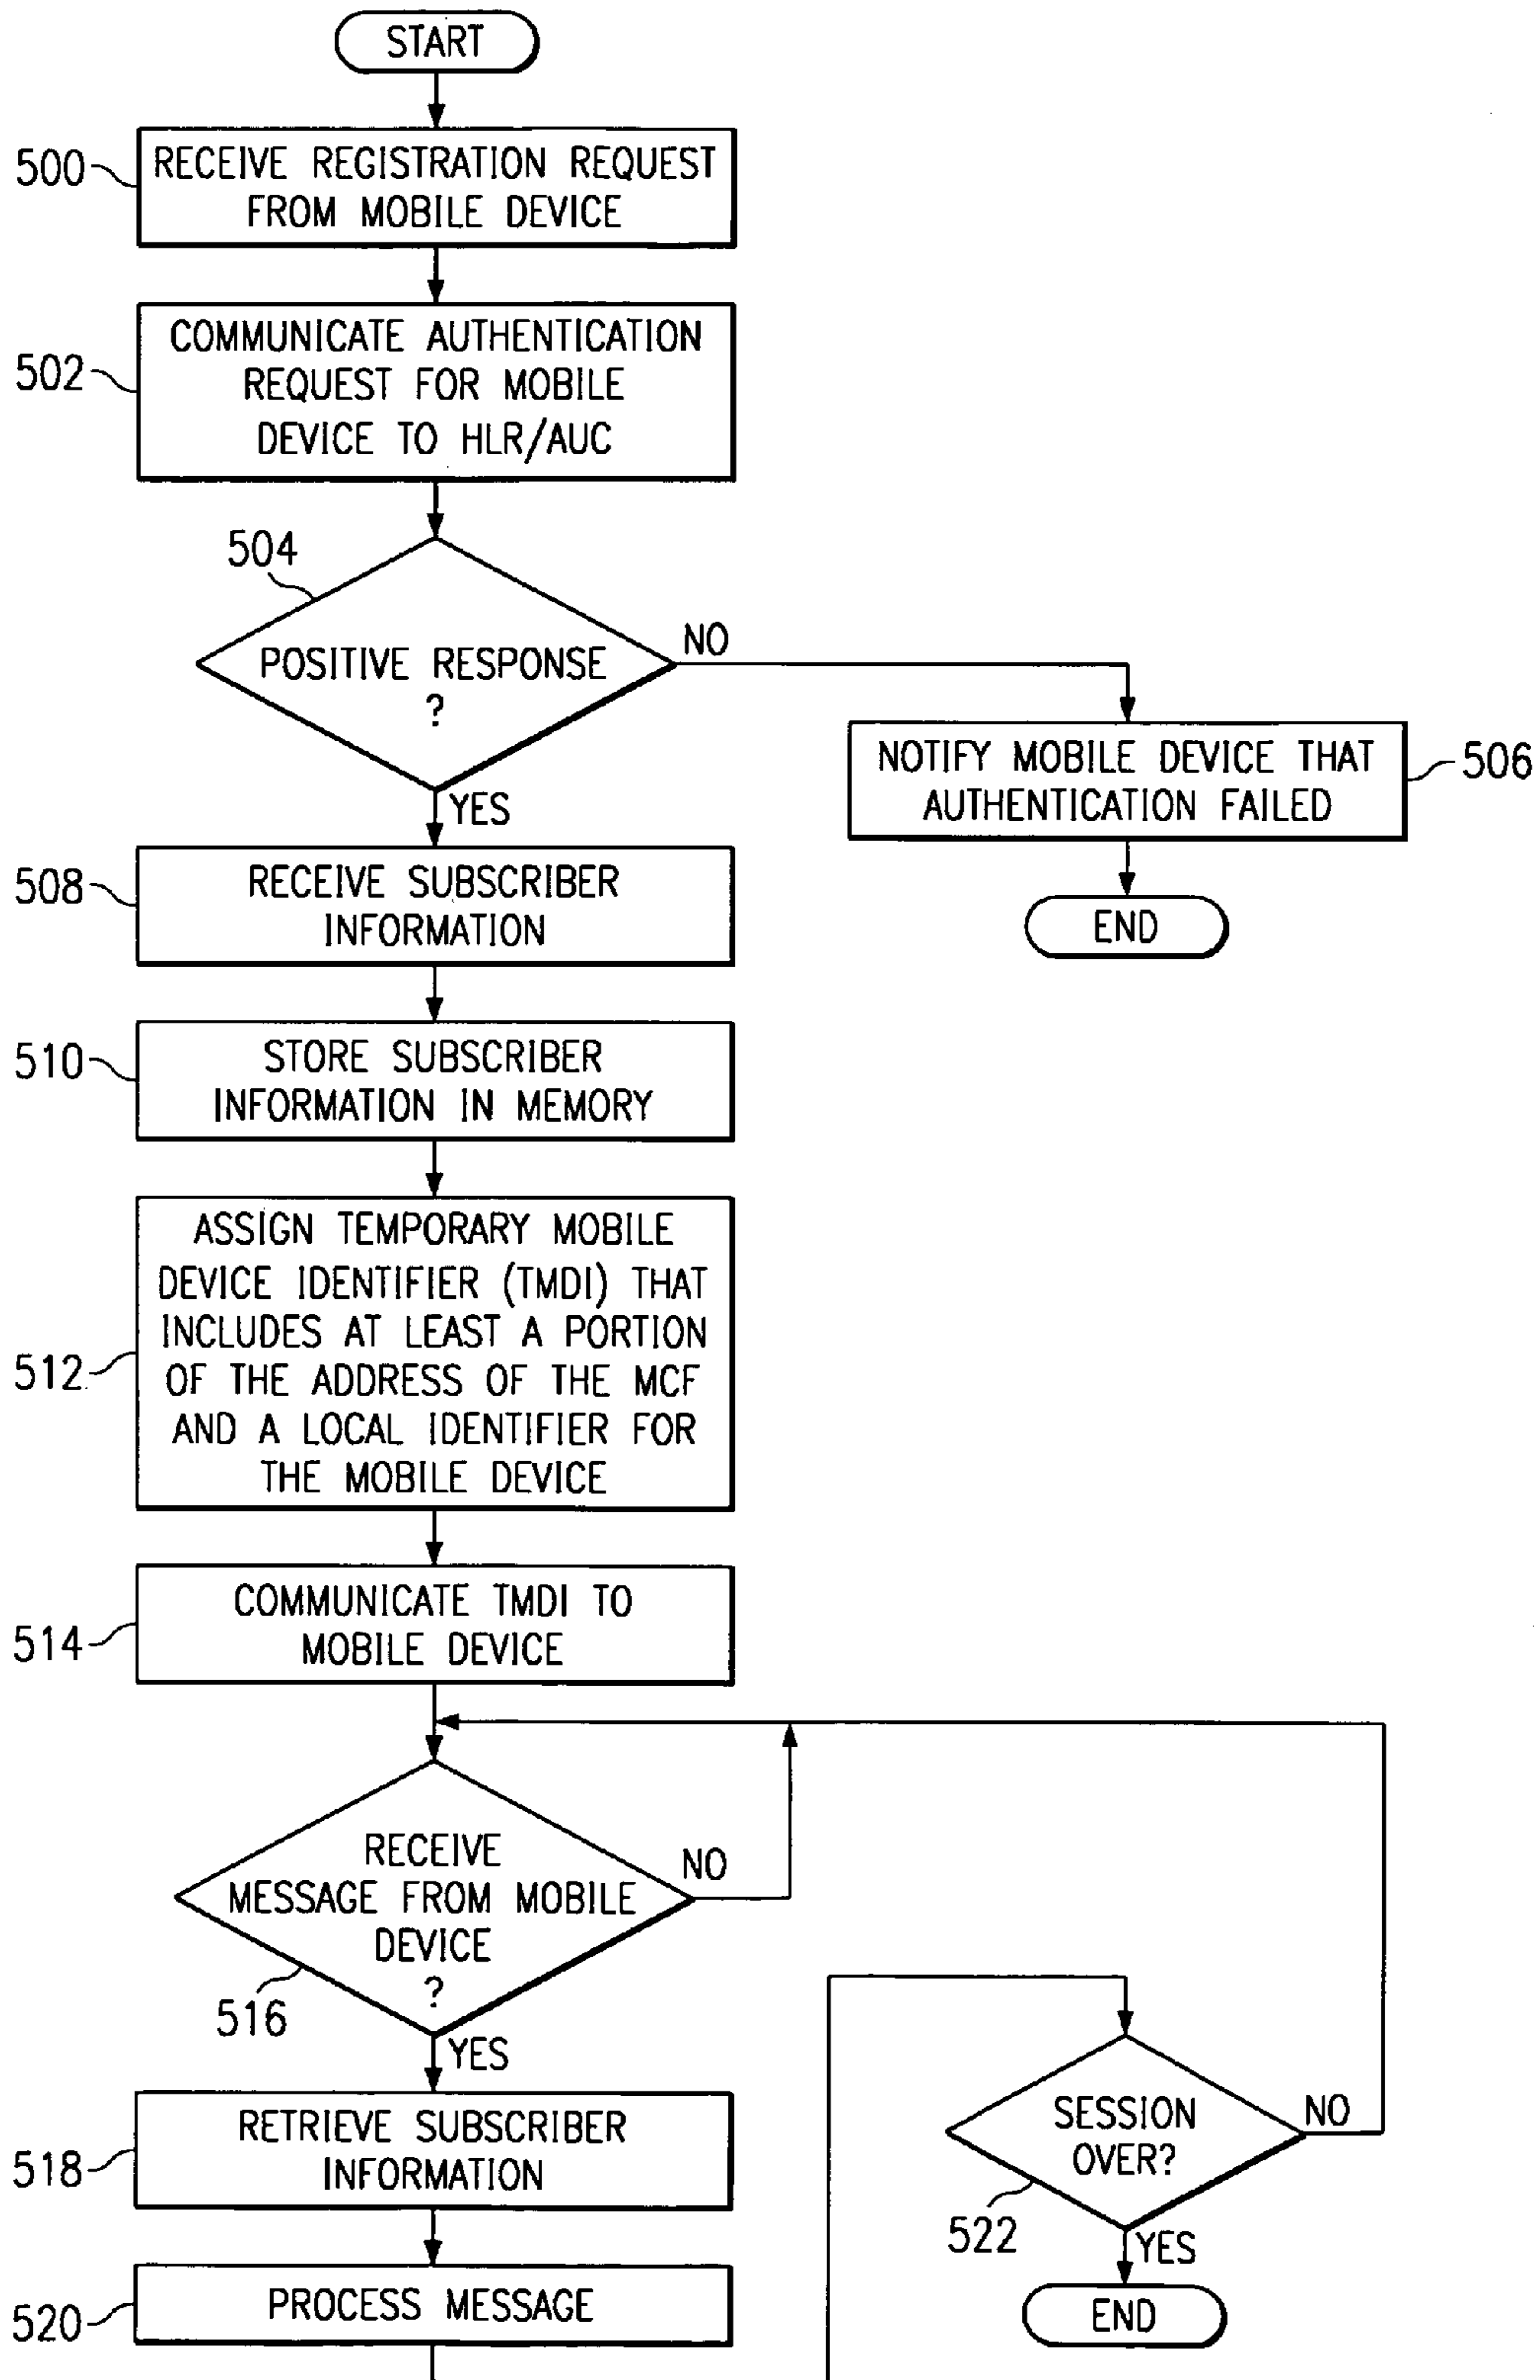 START
500
RECEIVE REGISTRATION REQUEST
FROM MOBILE DEVICE
502
COMMUNICATE AUTHENTICATION
REQUEST FOR MOBILE
DEVICE TO HLR/AUC
504
POSITIVE RESPONSE
?
NO
YES
NOTIFY MOBILE DEVICE THAT
AUTHENTICATION FAILED
506
END
508
RECEIVE SUBSCRIBER
INFORMATION
510
STORE SUBSCRIBER
INFORMATION IN MEMORY
512
ASSIGN TEMPORARY MOBILE
DEVICE IDENTIFIER (TMDI) THAT
INCLUDES AT LEAST A PORTION
OF THE ADDRESS OF THE MCF
AND A LOCAL IDENTIFIER FOR
THE MOBILE DEVICE
514
COMMUNICATE TMDI TO
MOBILE DEVICE
RECEIVE
MESSAGE FROM MOBILE
DEVICE
?
NO
516
YES
518
RETRIEVE SUBSCRIBER
INFORMATION
520
PROCESS MESSAGE
SESSION
OVER?
NO
522
YES
END